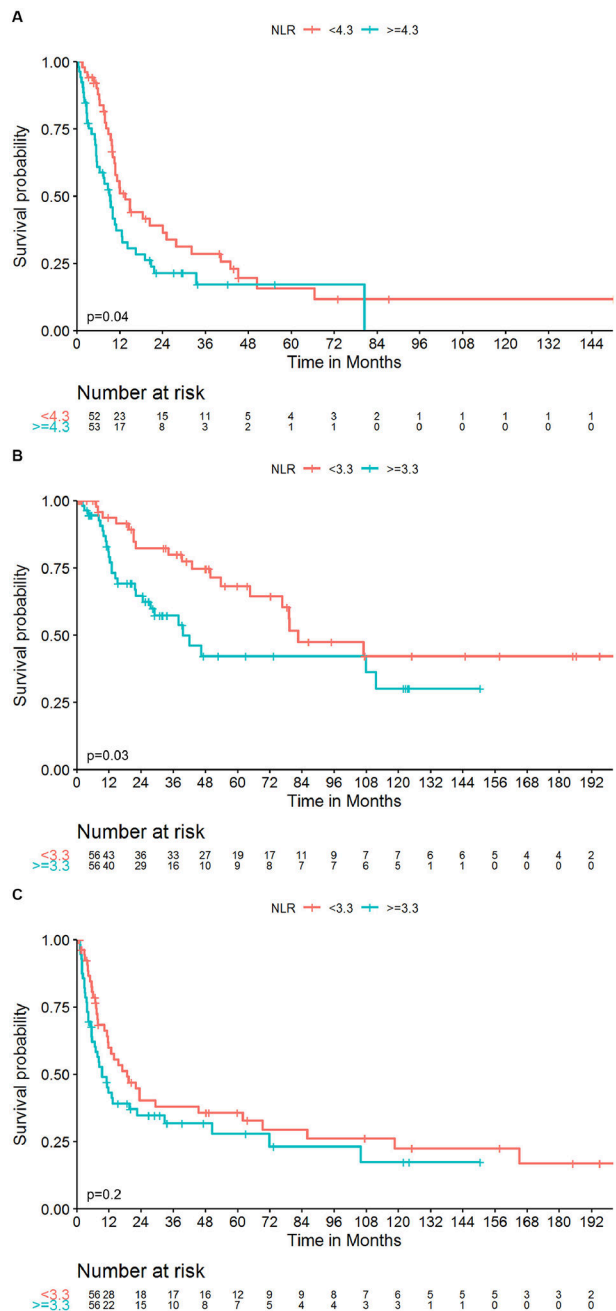 A
NLR <4.3 >=4.3
1.00
0.75
0.50
0.25
0.00
Survival probability
p=0.04
0 12 24 36 48 60 72 84 96 108 120 132 144
Time in Months
Number at risk
<4.3 52 23 15 11 5 4 3 2 1 1 1 1 1
>=4.3 53 17 8 3 2 1 1 0 0 0 0 0 0
B
NLR <3.3 >=3.3
1.00
0.75
0.50
0.25
0.00
Survival probability
p=0.03
0 12 24 36 48 60 72 84 96 108 120 132 144 156 168 180 192
Time in Months
Number at risk
<3.3 56 43 36 33 27 19 17 11 9 7 7 6 6 5 4 4 2
>=3.3 56 40 29 16 10 9 8 7 7 6 5 1 1 0 0 0 0
C
NLR <3.3 >=3.3
1.00
0.75
0.50
0.25
0.00
Survival probability
p=0.2
0 12 24 36 48 60 72 84 96 108 120 132 144 156 168 180 192
Time in Months
Number at risk
<3.3 56 28 18 17 16 12 9 9 8 7 6 5 5 5 3 3 2
>=3.3 56 22 15 10 8 7 5 4 4 3 3 1 1 0 0 0 0